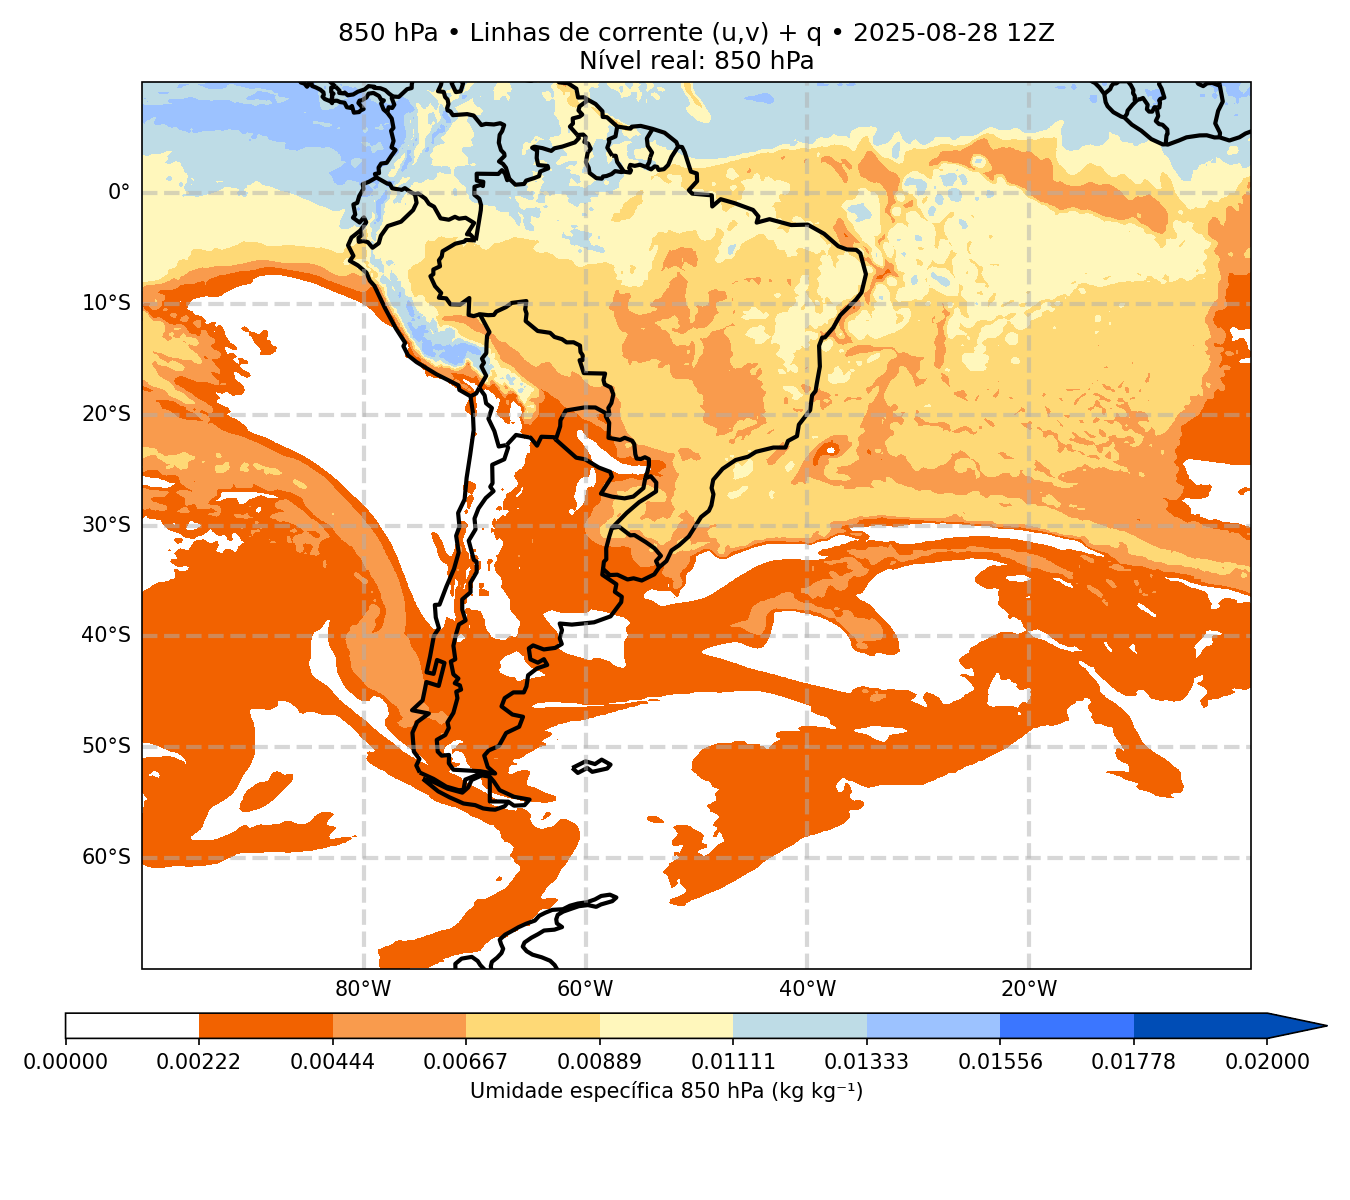 850 hPa • Linhas de corrente (u,v) + q • 2025-08-28 12Z
Nível real: 850 hPa
0°
10°S
20°S
30°S
40°S
50°S
60°S
80°W 60°W 40°W 20°W
0.00000 0.00222 0.00444 0.00667 0.00889 0.01111 0.01333 0.01556 0.01778 0.02000
Umidade específica 850 hPa (kg kg⁻¹)